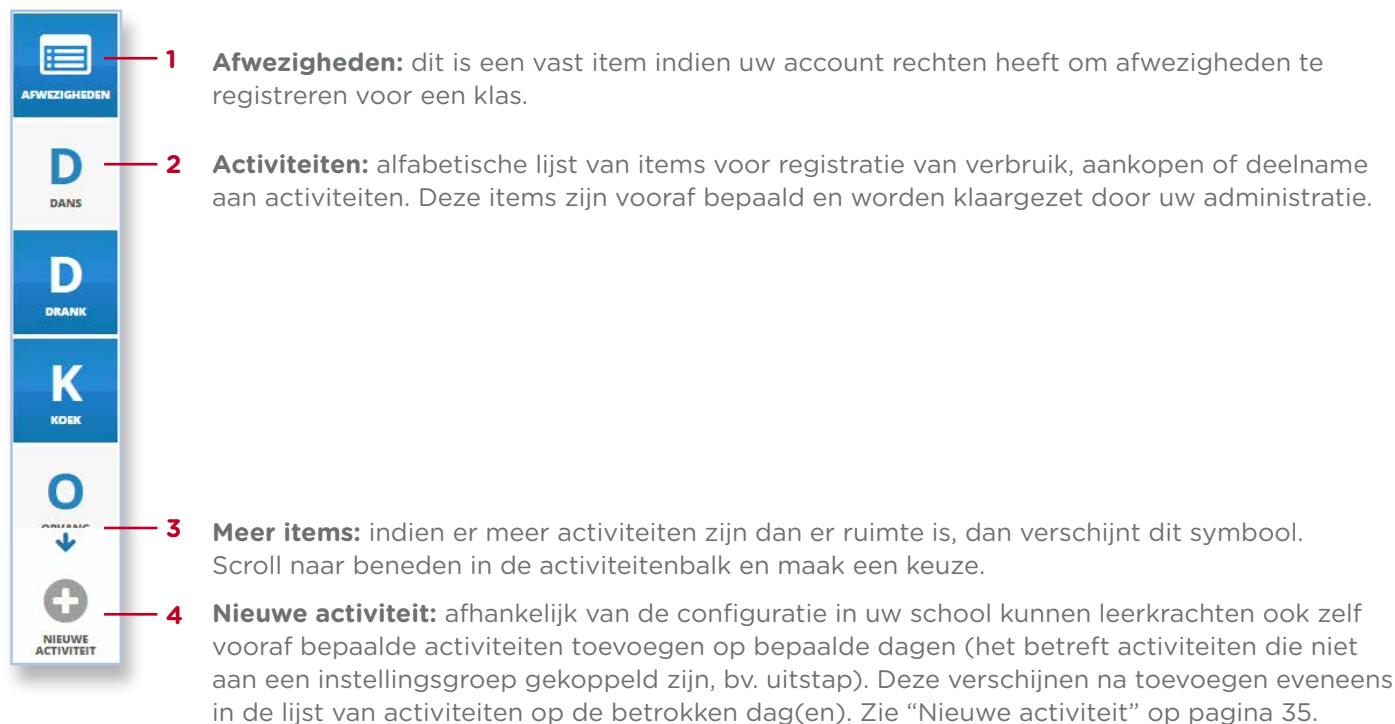 AFWEZIGHEDEN
1 Afwezigheden: dit is een vast item indien uw account rechten heeft om afwezigheden te
registreren voor een klas.
D
DANS
2 Activiteiten: alfabetische lijst van items voor registratie van verbruik, aankopen of deelname
aan activiteiten. Deze items zijn vooraf bepaald en worden klaargezet door uw administratie.
D
DRANK
K
KOEK
O
OPVANG
3 Meer items: indien er meer activiteiten zijn dan er ruimte is, dan verschijnt dit symbool.
Scroll naar beneden in de activiteitenbalk en maak een keuze.
NIEUWE
ACTIVITEIT
4 Nieuwe activiteit: afhankelijk van de configuratie in uw school kunnen leerkrachten ook zelf
vooraf bepaalde activiteiten toevoegen op bepaalde dagen (het betreft activiteiten die niet
aan een instellingsgroep gekoppeld zijn, bv. uitstap). Deze verschijnen na toevoegen eveneens
in de lijst van activiteiten op de betrokken dag(en). Zie “Nieuwe activiteit” op pagina 35.